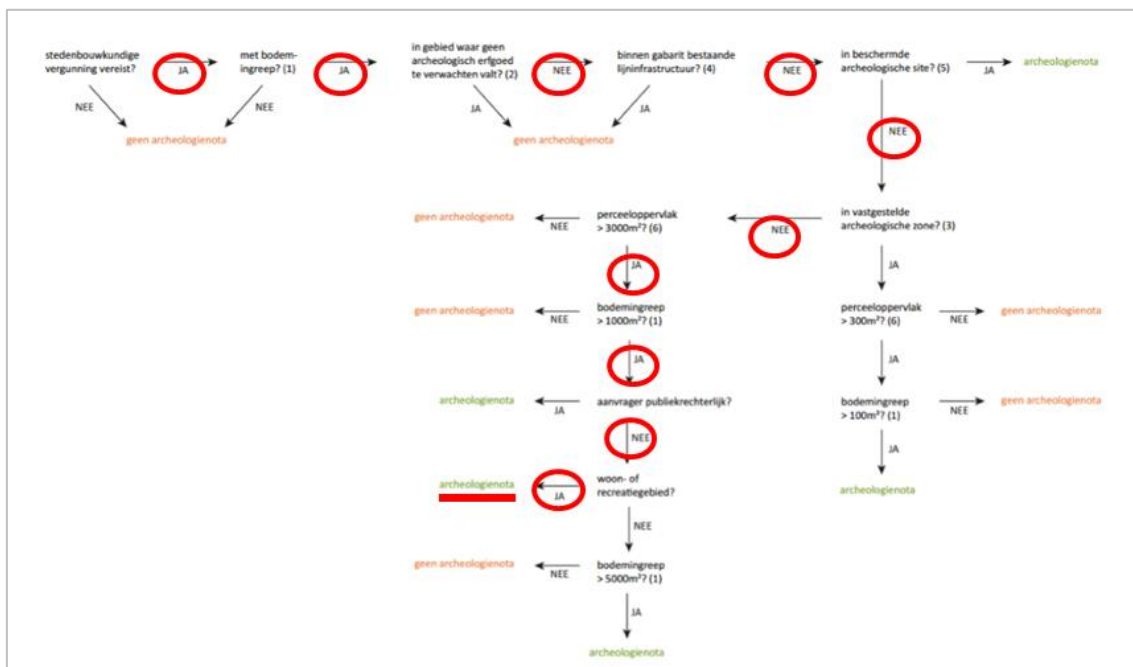 stedenbouwkundige
vergunning vereist?
JA
met bodem-
ingreep? (1)
JA
in gebied waar geen
archeologisch erfgoed
te verwachten valt? (2)
NEE
binnen gabarit bestaande
lijninfrastructuur? (4)
NEE
in beschermde
archeologische site? (5)
JA
archeologienota
NEE
NEE
JA
JA
geen archeologienota
geen archeologienota
NEE
geen archeologienota
NEE
perceeloppervlak
> 3000m²? (6)
NEE
in vastgestelde
archeologische zone? (3)
JA
JA
geen archeologienota
NEE
bodemingreep
> 1000m²? (1)
perceeloppervlak
> 300m²? (6)
NEE
geen archeologienota
JA
JA
archeologienota
JA
aanvrager publiekrechterlijk?
bodemingreep
> 100m²? (1)
NEE
geen archeologienota
NEE
JA
archeologienota
JA
woon- of
recreatiegebied?
archeologienota
NEE
geen archeologienota
NEE
bodemingreep
> 5000m²? (1)
JA
archeologienota